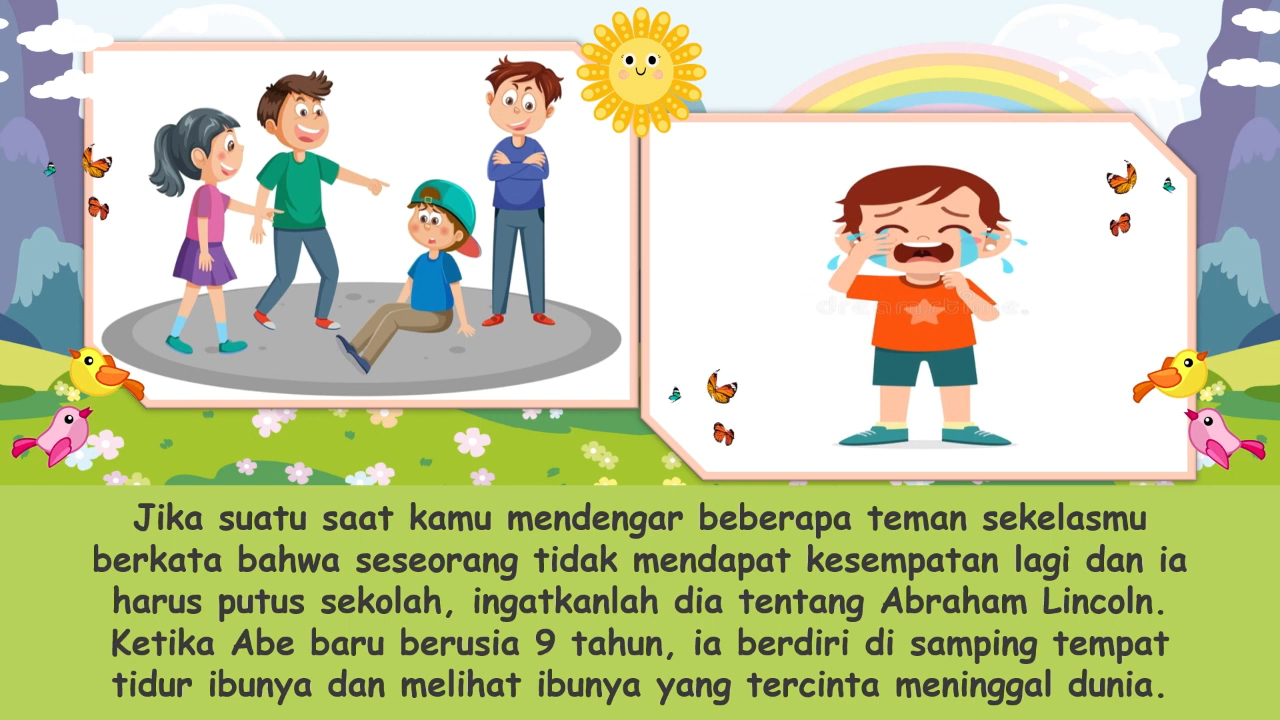 dreamstime.
Jika suatu saat kamu mendengar beberapa teman sekelasmu
berkata bahwa seseorang tidak mendapat kesempatan lagi dan ia
harus putus sekolah, ingatkanlah dia tentang Abraham Lincoln.
Ketika Abe baru berusia 9 tahun, ia berdiri di samping tempat
tidur ibunya dan melihat ibunya yang tercinta meninggal dunia.